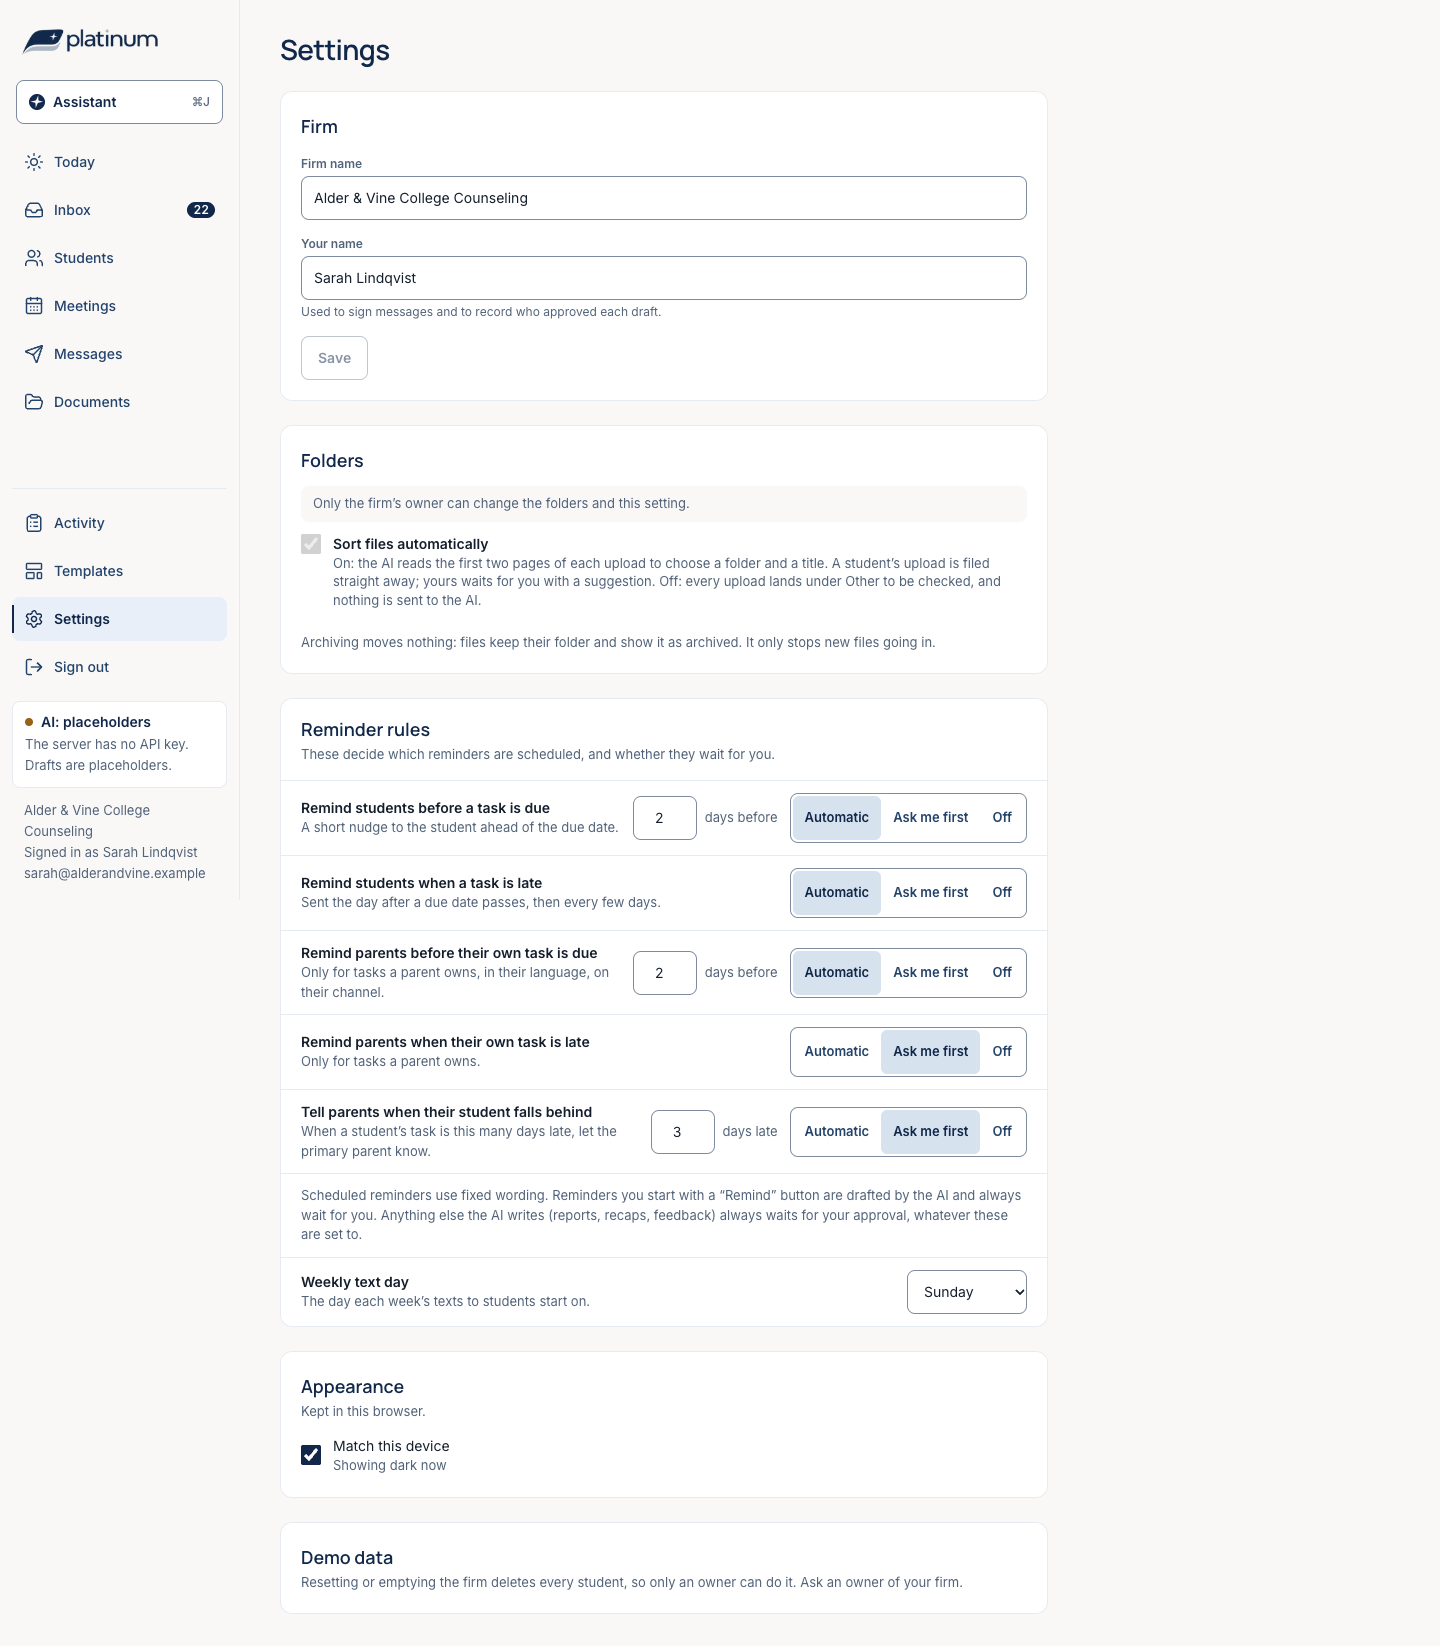 platinum
Assistant ⌘J
Today
Inbox 22
Students
Meetings
Messages
Documents
Activity
Templates
Settings
Sign out
AI: placeholders
The server has no API key.
Drafts are placeholders.
Alder & Vine College
Counseling
Signed in as Sarah Lindqvist
sarah@alderandvine.example
Settings
Firm
Firm name
Alder & Vine College Counseling
Your name
Sarah Lindqvist
Used to sign messages and to record who approved each draft.
Save
Folders
Only the firm’s owner can change the folders and this setting.
Sort files automatically
On: the AI reads the first two pages of each upload to choose a folder and a title. A student’s upload is filed
straight away; yours waits for you with a suggestion. Off: every upload lands under Other to be checked, and
nothing is sent to the AI.
Archiving moves nothing: files keep their folder and show it as archived. It only stops new files going in.
Reminder rules
These decide which reminders are scheduled, and whether they wait for you.
Remind students before a task is due
A short nudge to the student ahead of the due date.
2 days before Automatic Ask me first Off
Remind students when a task is late
Sent the day after a due date passes, then every few days.
Automatic Ask me first Off
Remind parents before their own task is due
Only for tasks a parent owns, in their language, on
their channel.
2 days before Automatic Ask me first Off
Remind parents when their own task is late
Only for tasks a parent owns.
Automatic Ask me first Off
Tell parents when their student falls behind
When a student’s task is this many days late, let the
primary parent know.
3 days late Automatic Ask me first Off
Scheduled reminders use fixed wording. Reminders you start with a “Remind” button are drafted by the AI and always
wait for you. Anything else the AI writes (reports, recaps, feedback) always waits for your approval, whatever these
are set to.
Weekly text day
The day each week’s texts to students start on.
Sunday
Appearance
Kept in this browser.
Match this device
Showing dark now
Demo data
Resetting or emptying the firm deletes every student, so only an owner can do it. Ask an owner of your firm.